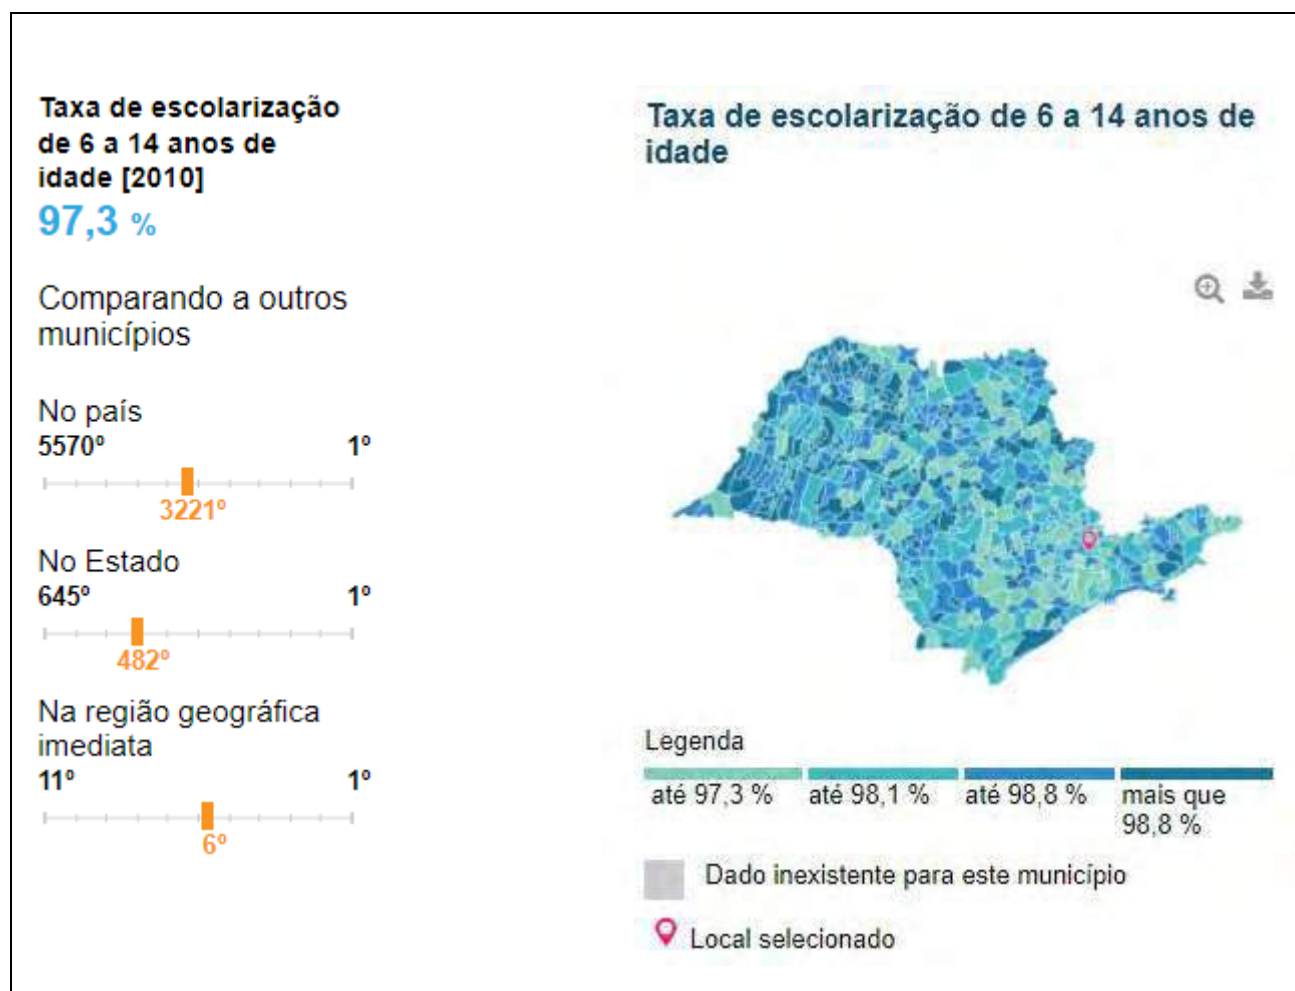 Taxa de escolarização
de 6 a 14 anos de
idade [2010]
97,3 %
Comparando a outros
municípios
No país
5570º 1º
3221º
No Estado
645º 1º
482º
Na região geográfica
imediata
11º 1º
6º
Taxa de escolarização de 6 a 14 anos de
idade
Legenda
até 97,3 % até 98,1 % até 98,8 % mais que
98,8 %
Dado inexistente para este município
Local selecionado